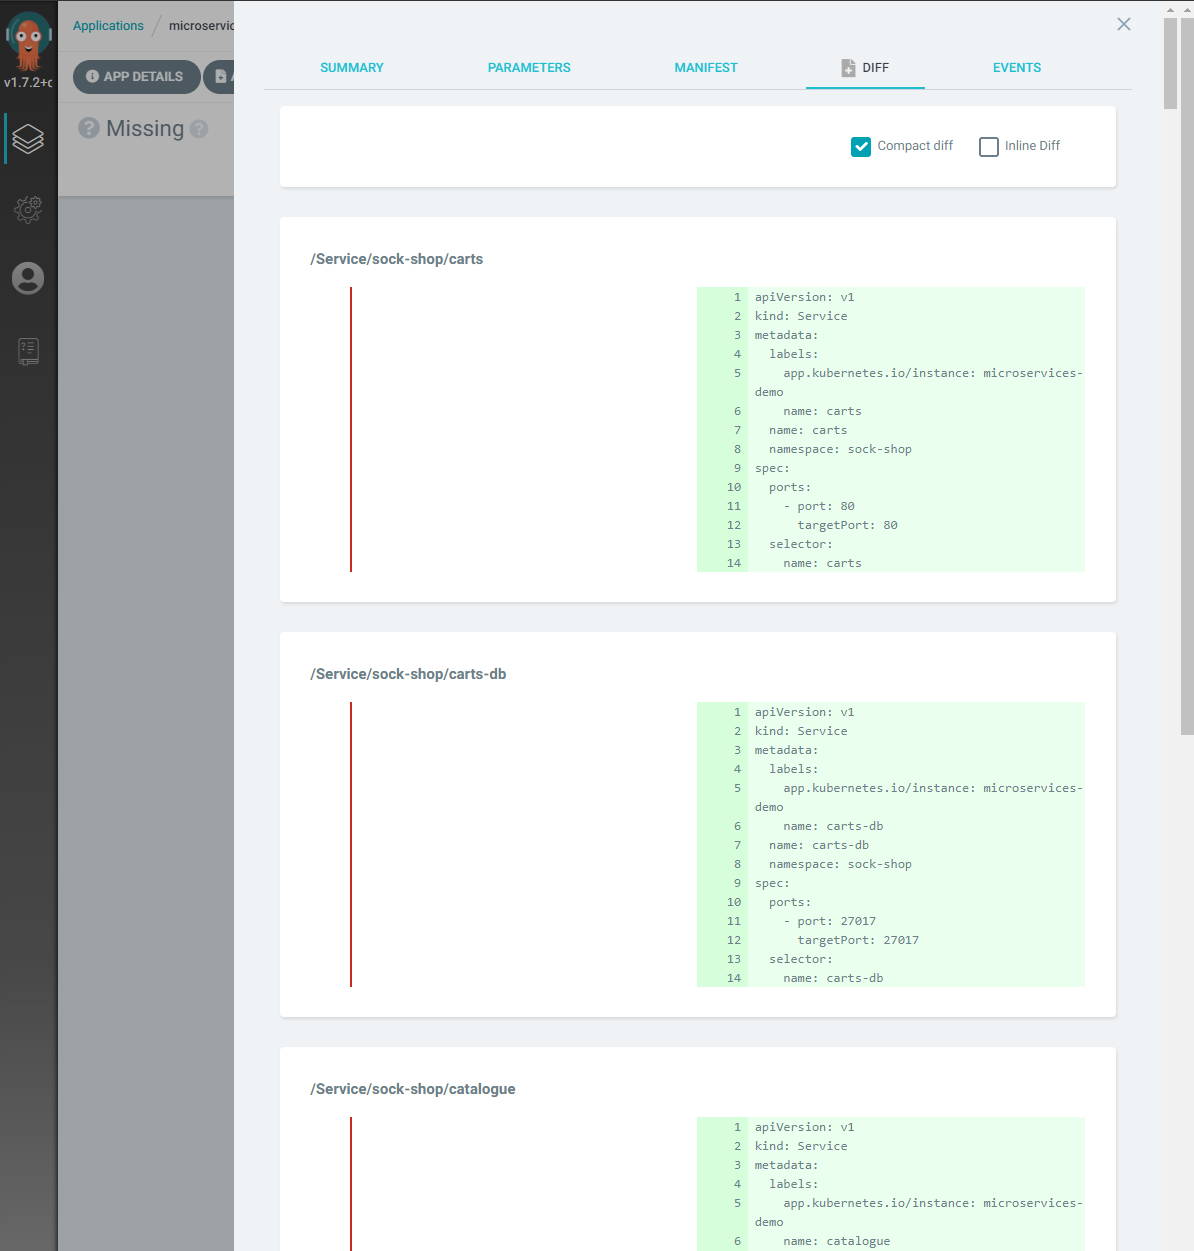 Applications / microservic
v1.7.2+c
APP DETAILS
A
Missing
SUMMARY
PARAMETERS
MANIFEST
DIFF
EVENTS
Compact diff
Inline Diff
/Service/sock-shop/carts
1 apiVersion: v1
2 kind: Service
3 metadata:
4 labels:
5 app.kubernetes.io/instance: microservices-
demo
6 name: carts
7 name: carts
8 namespace: sock-shop
9 spec:
10 ports:
11 - port: 80
12 targetPort: 80
13 selector:
14 name: carts
/Service/sock-shop/carts-db
1 apiVersion: v1
2 kind: Service
3 metadata:
4 labels:
5 app.kubernetes.io/instance: microservices-
demo
6 name: carts-db
7 name: carts-db
8 namespace: sock-shop
9 spec:
10 ports:
11 - port: 27017
12 targetPort: 27017
13 selector:
14 name: carts-db
/Service/sock-shop/catalogue
1 apiVersion: v1
2 kind: Service
3 metadata:
4 labels:
5 app.kubernetes.io/instance: microservices-
demo
6 name: catalogue